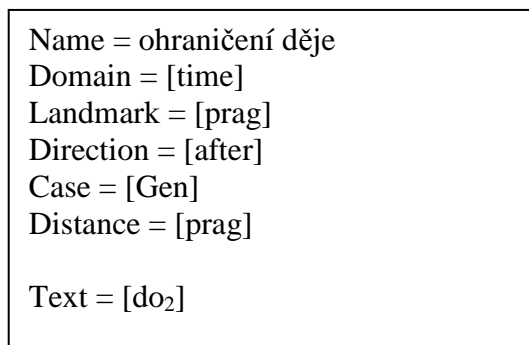 Name = ohraničení děje
Domain = [time]
Landmark = [prag]
Direction = [after]
Case = [Gen]
Distance = [prag]
Text = [do₂]